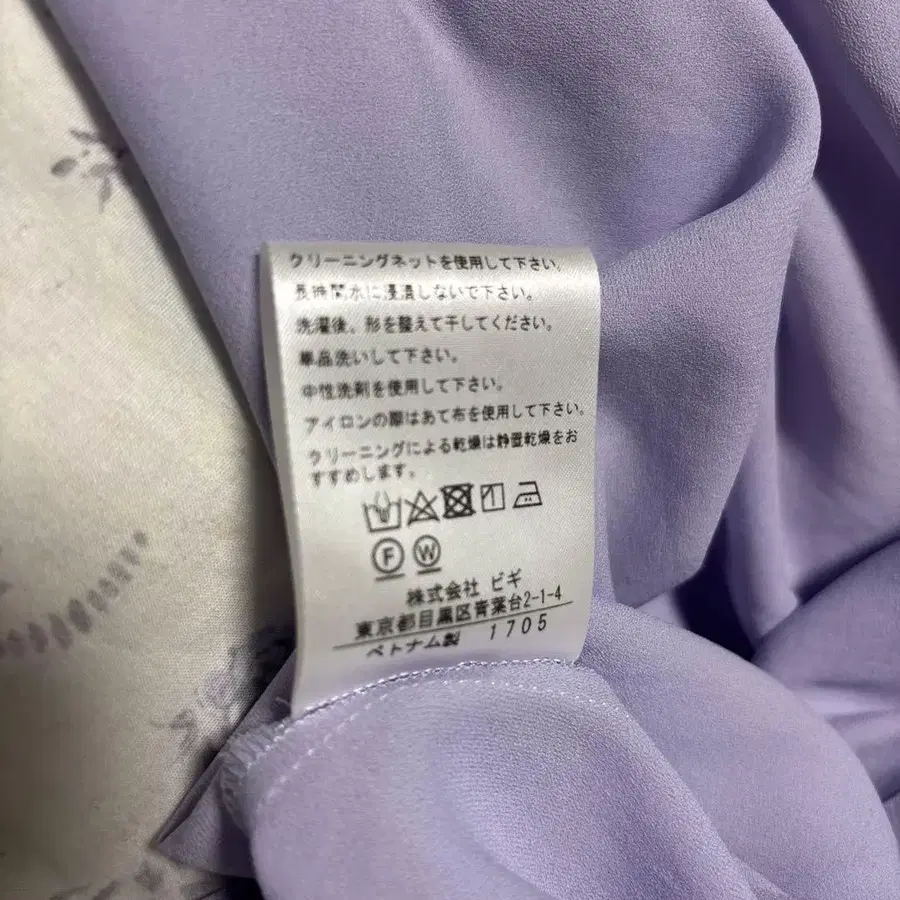 クリーニングネットを使用して下さい。
長時間水に浸漬しないで下さい。
洗濯後、形を整えて干してください。
単品洗いして下さい。
中性洗剤を使用して下さい。
アイロンの際はあて布を使用して下さい。
クリーニングによる乾燥は静置乾燥をお
すすめします。
F W
株式会社 ビギ
東京都目黒区青葉台2-1-4
ベトナム製 1705